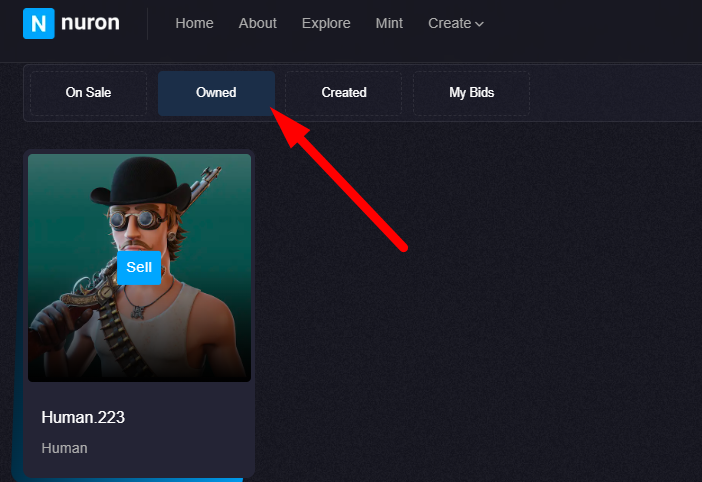 N nuron Home About Explore Mint Create
On Sale Owned Created My Bids
Sell
Human.223
Human